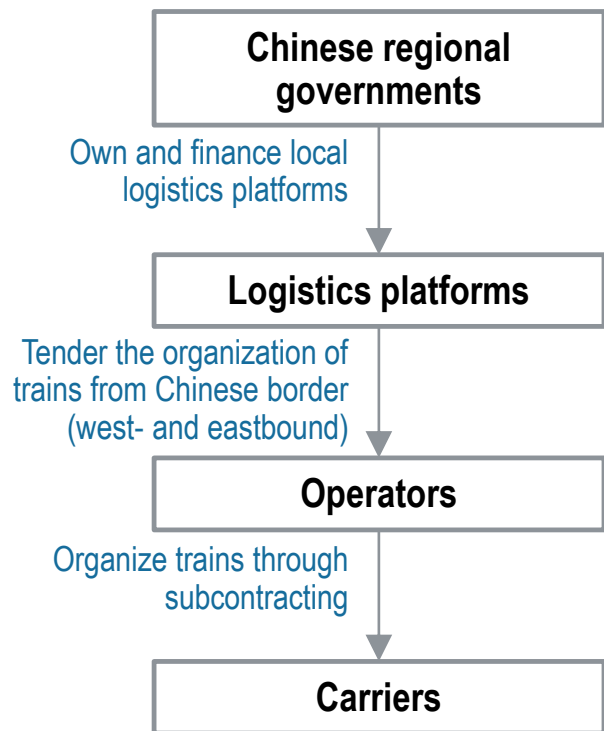 Chinese regional
governments
Own and finance local
logistics platforms
Logistics platforms
Tender the organization of
trains from Chinese border
(west- and eastbound)
Operators
Organize trains through
subcontracting
Carriers